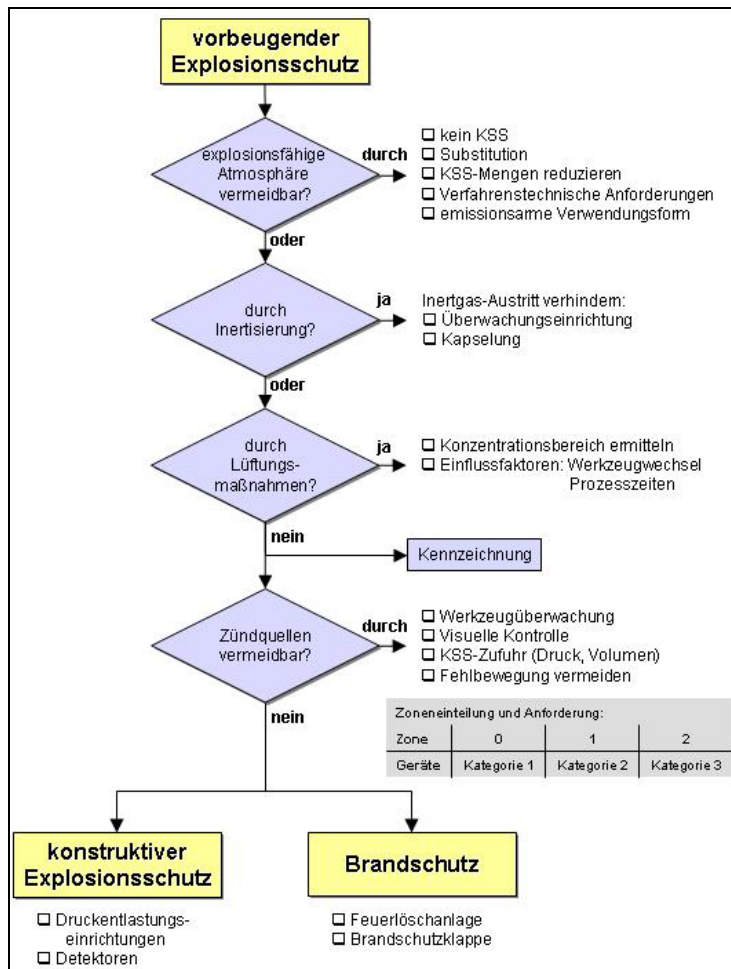 vorbeugender
Explosionsschutz
explosionsfähige
Atmosphäre
vermeidbar?
durch
❑ kein KSS
❑ Substitution
❑ KSS-Mengen reduzieren
❑ Verfahrenstechnische Anforderungen
❑ emissionsarme Verwendungsform
oder
durch
Inertisierung?
ja
Inertgas-Austritt verhindern:
❑ Überwachungseinrichtung
❑ Kapselung
oder
durch
Lüftungs-
maßnahmen?
ja
❑ Konzentrationsbereich ermitteln
❑ Einflussfaktoren: Werkzeugwechsel
Prozesszeiten
nein
Kennzeichnung
Zündquellen
vermeidbar?
durch
❑ Werkzeugüberwachung
❑ Visuelle Kontrolle
❑ KSS-Zufuhr (Druck, Volumen)
❑ Fehlbewegung vermeiden
nein
Zoneneinteilung und Anforderung:
Zone 0 1 2
Geräte Kategorie 1 Kategorie 2 Kategorie 3
konstruktiver
Explosionsschutz
❑ Druckentlastungs-
einrichtungen
❑ Detektoren
Brandschutz
❑ Feuerlöschanlage
❑ Brandschutzklappe